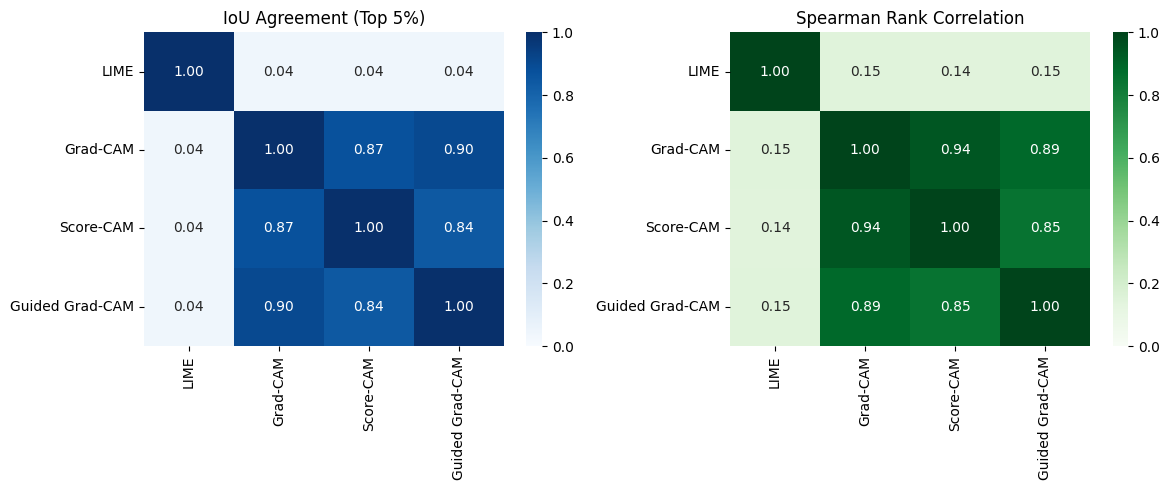 IoU Agreement (Top 5%)
LIME
1.00 0.04 0.04 0.04
Grad-CAM
0.04 1.00 0.87 0.90
Score-CAM
0.04 0.87 1.00 0.84
Guided Grad-CAM
0.04 0.90 0.84 1.00
LIME
Grad-CAM
Score-CAM
Guided Grad-CAM
1.0
0.8
0.6
0.4
0.2
0.0
Spearman Rank Correlation
LIME
1.00 0.15 0.14 0.15
Grad-CAM
0.15 1.00 0.94 0.89
Score-CAM
0.14 0.94 1.00 0.85
Guided Grad-CAM
0.15 0.89 0.85 1.00
LIME
Grad-CAM
Score-CAM
Guided Grad-CAM
1.0
0.8
0.6
0.4
0.2
0.0